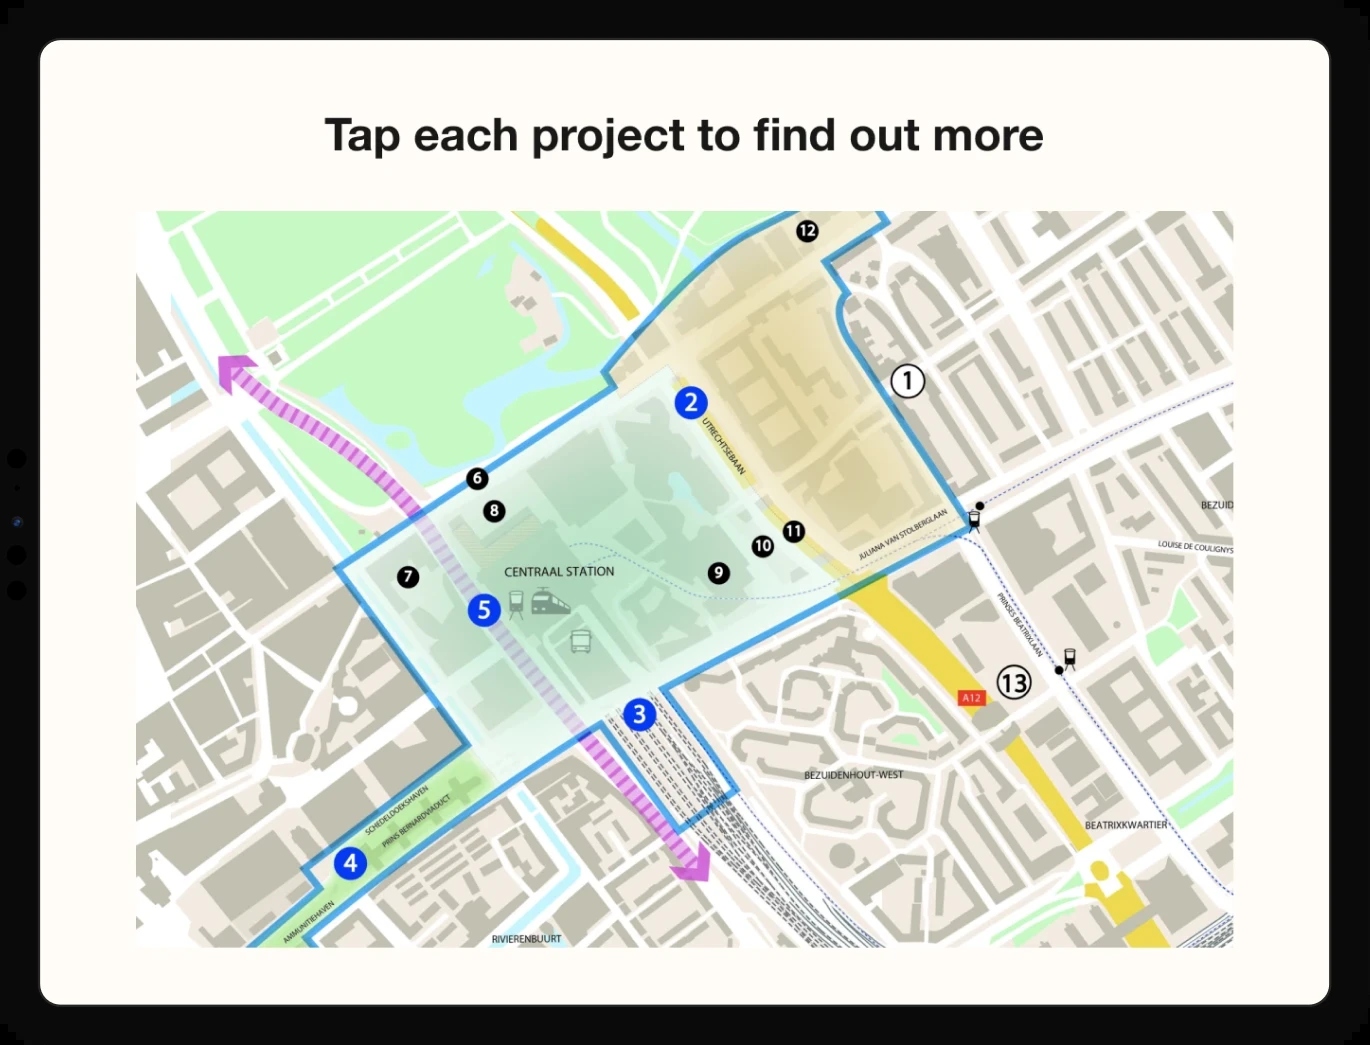 Tap each project to find out more
12
1
2
UTRECHTSEBAAN
6
8
JULIANA VAN STOLBERGLAAN
BEZUID
11
10
LOUISE DE COULIGNYS
7
CENTRAAL STATION
9
5
PRINSES BEATRIXLAAN
13
A12
3
BEZUIDENHOUT-WEST
SCHEDELDOEKSHAVEN
PRINS BERNARDVIADUCT
BEATRIXKWARTIER
4
AMMUNITIEHAVEN
RIVIERENBUURT